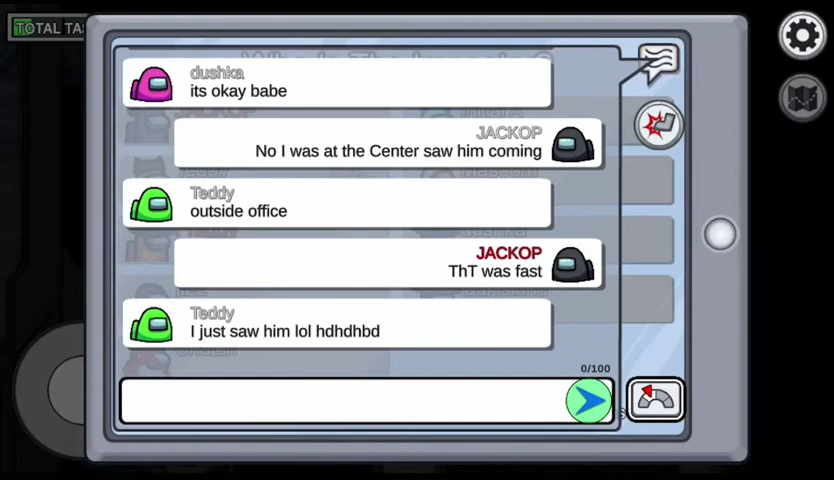 TOTAL TAS
dushka
its okay babe
JACKOP
No I was at the Center saw him coming
Teddy
outside office
JACKOP
ThT was fast
Teddy
I just saw him lol hdhdhbd
0/100